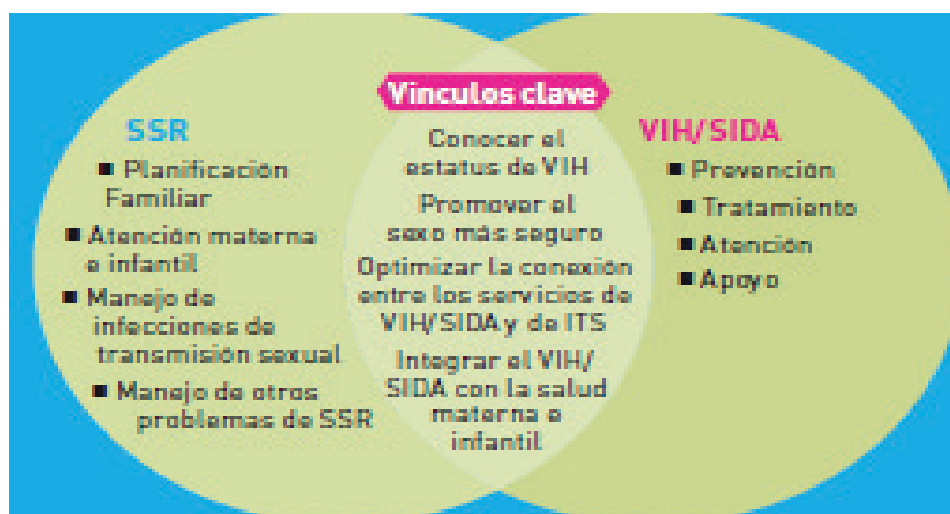 SSR
■ Planificación
Familiar
■ Atención materna
e infantil
■ Manejo de
infecciones de
transmisión sexual
■ Manejo de otros
problemas de SSR
Vínculos clave
Conocer el
estatus de VIH
Promover el
sexo más seguro
Optimizar la conexión
entre los servicios de
VIH/SIDA y de ITS
Integrar el VIH/
SIDA con la salud
materna e
infantil
VIH/SIDA
■ Prevención
■ Tratamiento
■ Atención
■ Apoyo